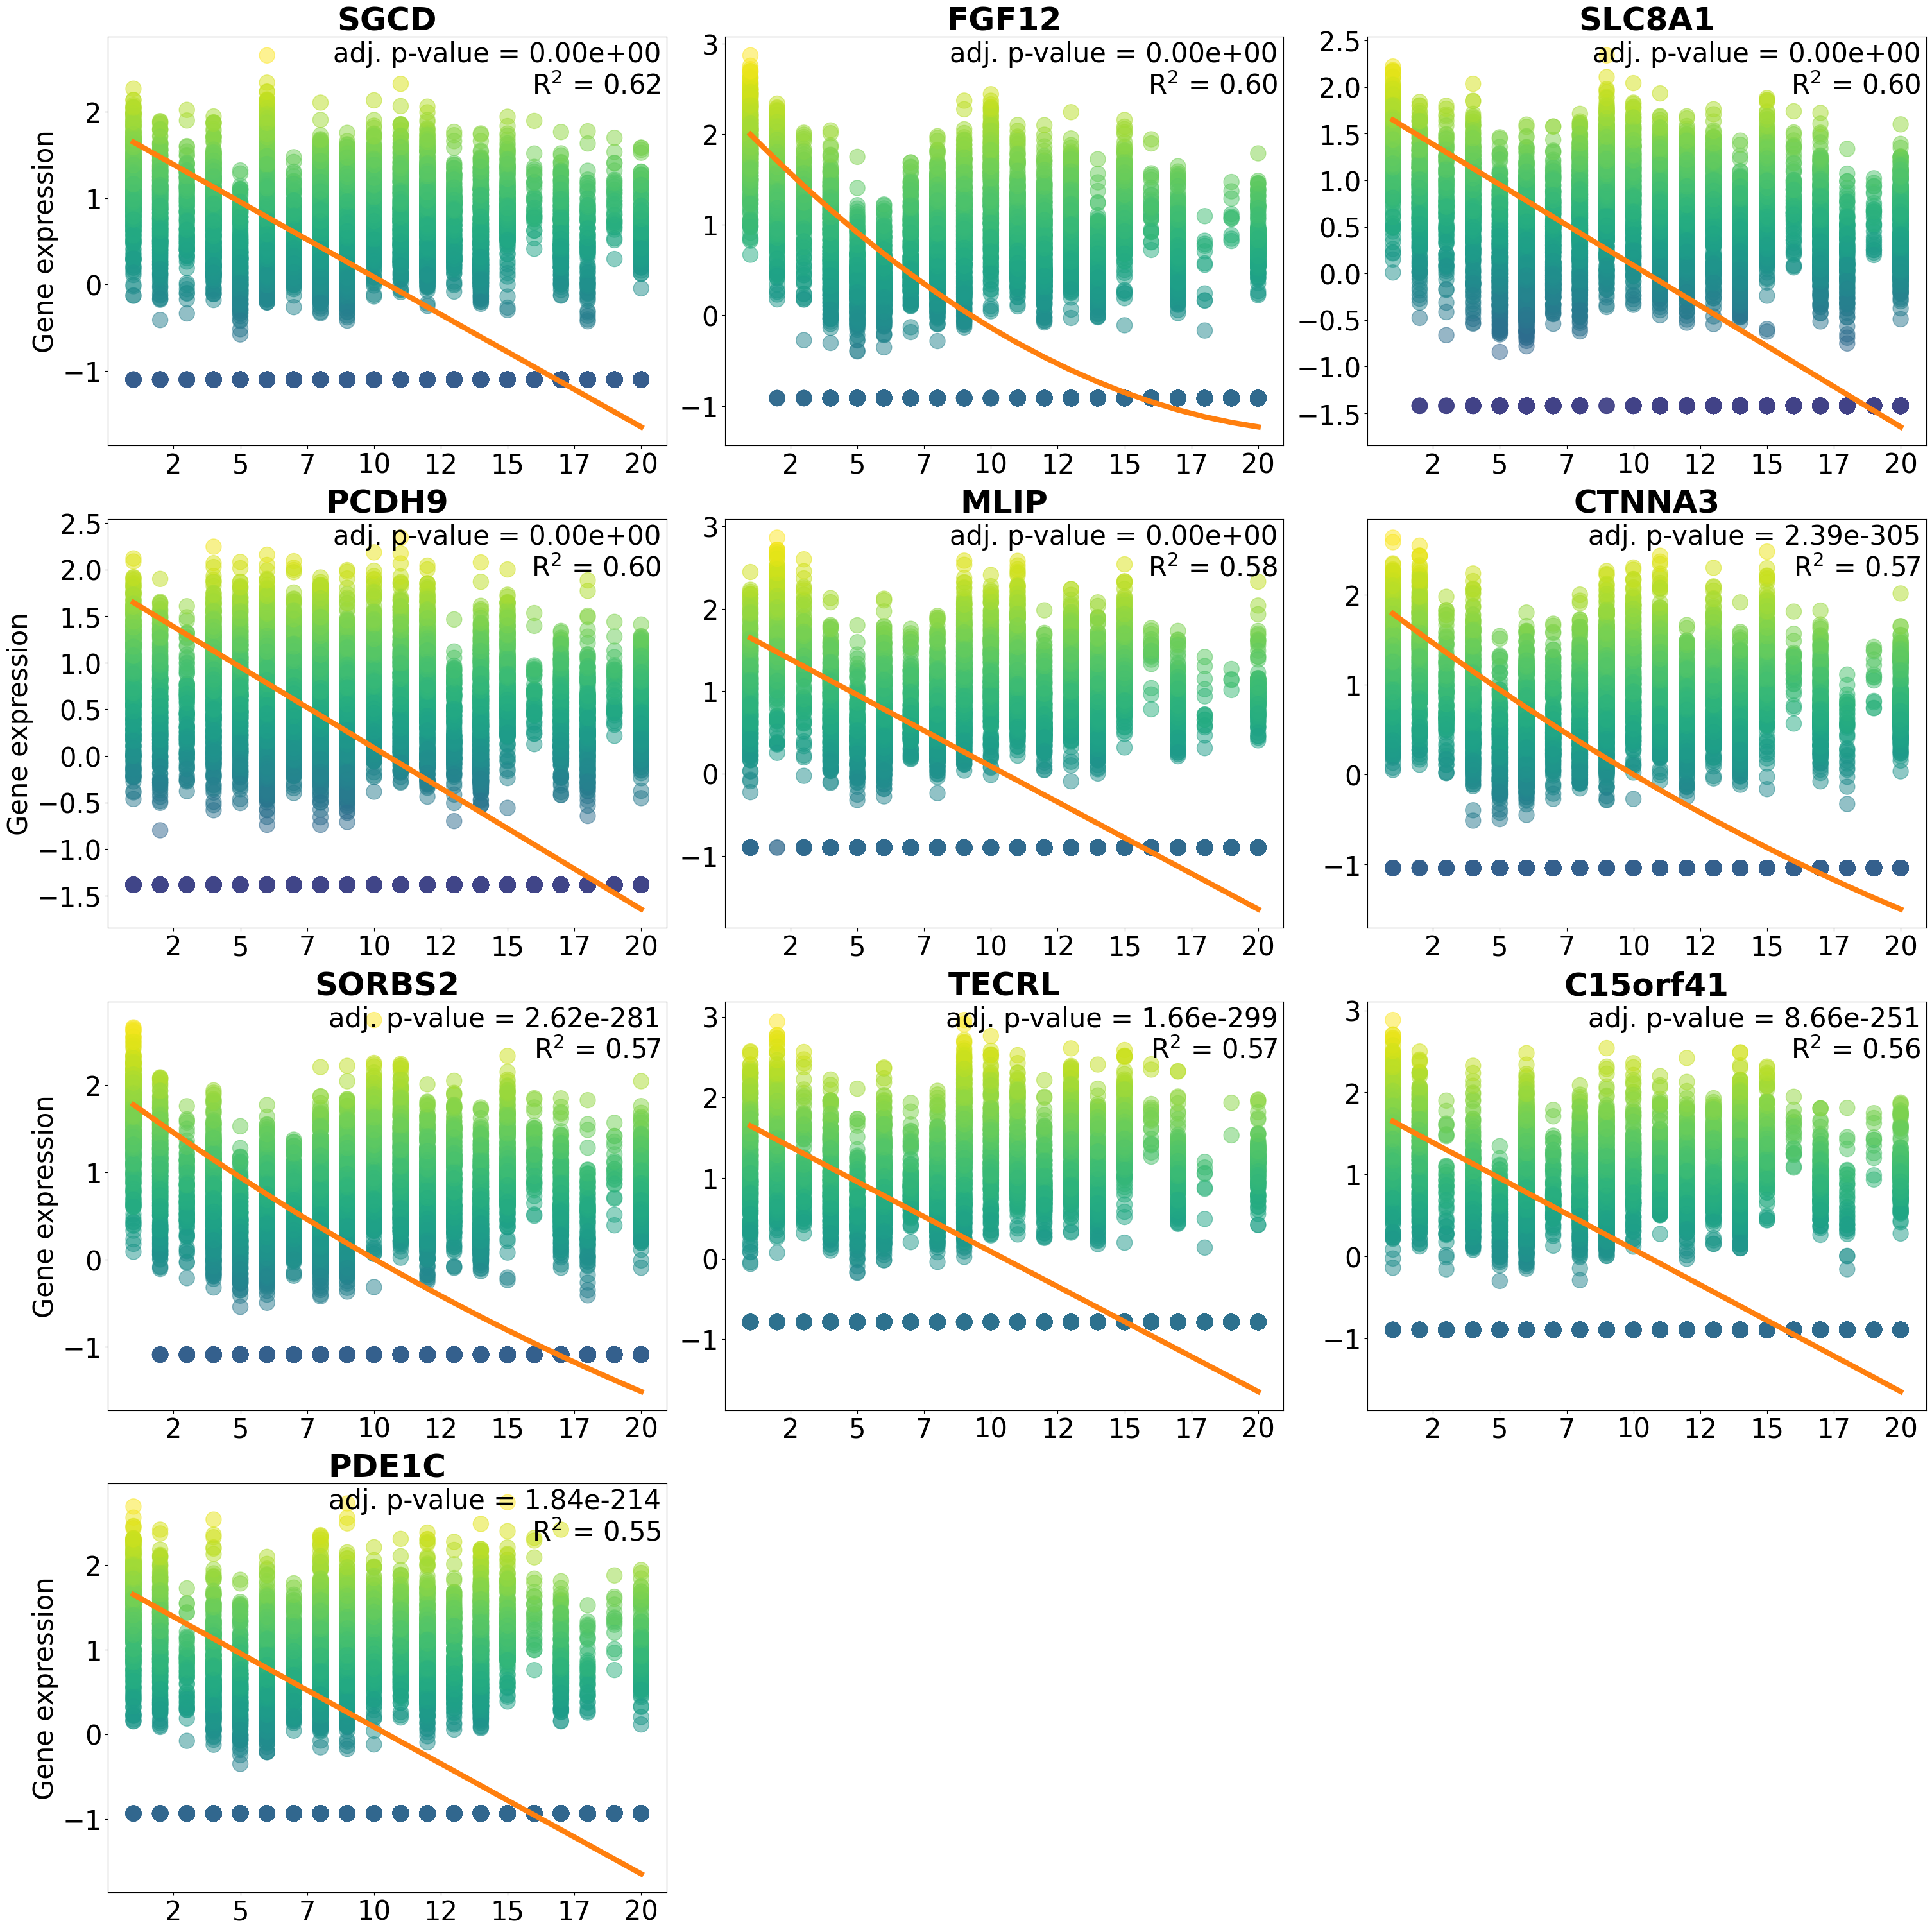 SGCD
adj. p-value = 0.00e+00
R² = 0.62
Gene expression
2
1
0
−1
2 5 7 10 12 15 17 20
FGF12
adj. p-value = 0.00e+00
R² = 0.60
3
2
1
0
−1
2 5 7 10 12 15 17 20
SLC8A1
adj. p-value = 0.00e+00
R² = 0.60
2.5
2.0
1.5
1.0
0.5
0.0
−0.5
−1.0
−1.5
2 5 7 10 12 15 17 20
PCDH9
adj. p-value = 0.00e+00
R² = 0.60
Gene expression
2.5
2.0
1.5
1.0
0.5
0.0
−0.5
−1.0
−1.5
2 5 7 10 12 15 17 20
MLIP
adj. p-value = 0.00e+00
R² = 0.58
3
2
1
0
−1
2 5 7 10 12 15 17 20
CTNNA3
adj. p-value = 2.39e-305
R² = 0.57
2
1
0
−1
2 5 7 10 12 15 17 20
SORBS2
adj. p-value = 2.62e-281
R² = 0.57
Gene expression
2
1
0
−1
2 5 7 10 12 15 17 20
TECRL
adj. p-value = 1.66e-299
R² = 0.57
3
2
1
0
−1
2 5 7 10 12 15 17 20
C15orf41
adj. p-value = 8.66e-251
R² = 0.56
3
2
1
0
−1
2 5 7 10 12 15 17 20
PDE1C
adj. p-value = 1.84e-214
R² = 0.55
Gene expression
2
1
0
−1
2 5 7 10 12 15 17 20